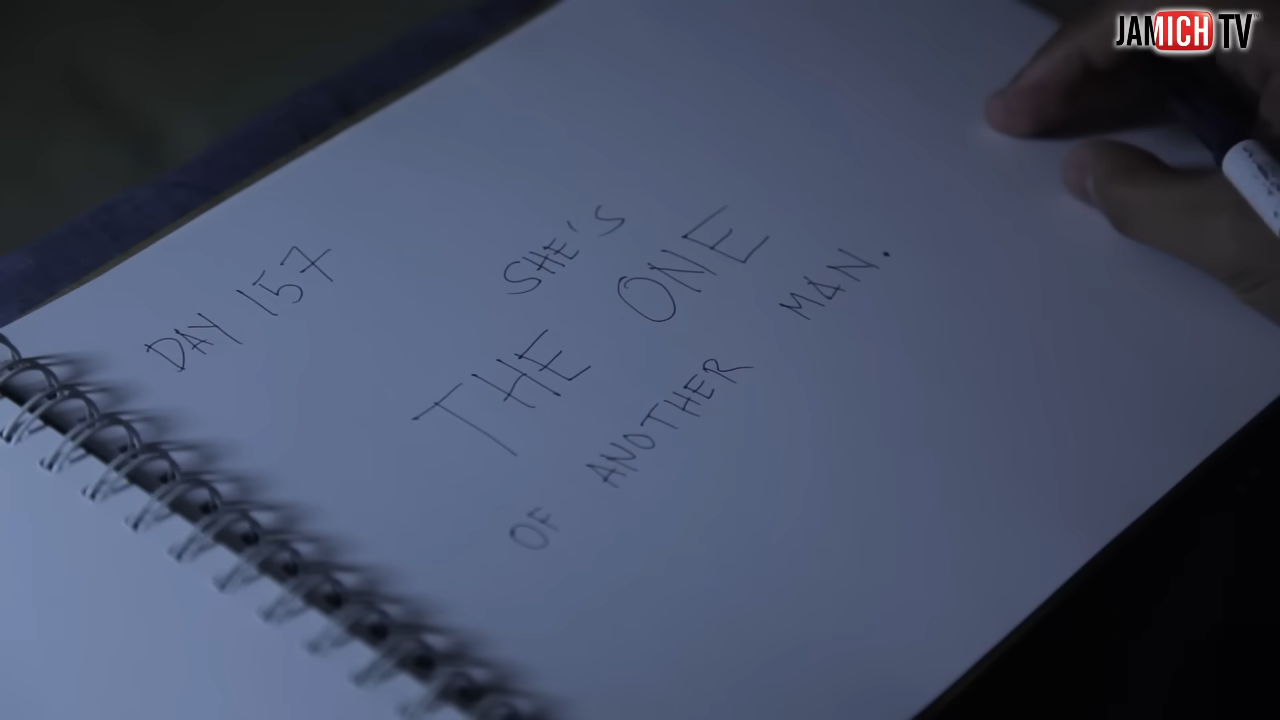 JAMICH TV
DAY 157
SHE'S
THE ONE
OF ANOTHER MAN.